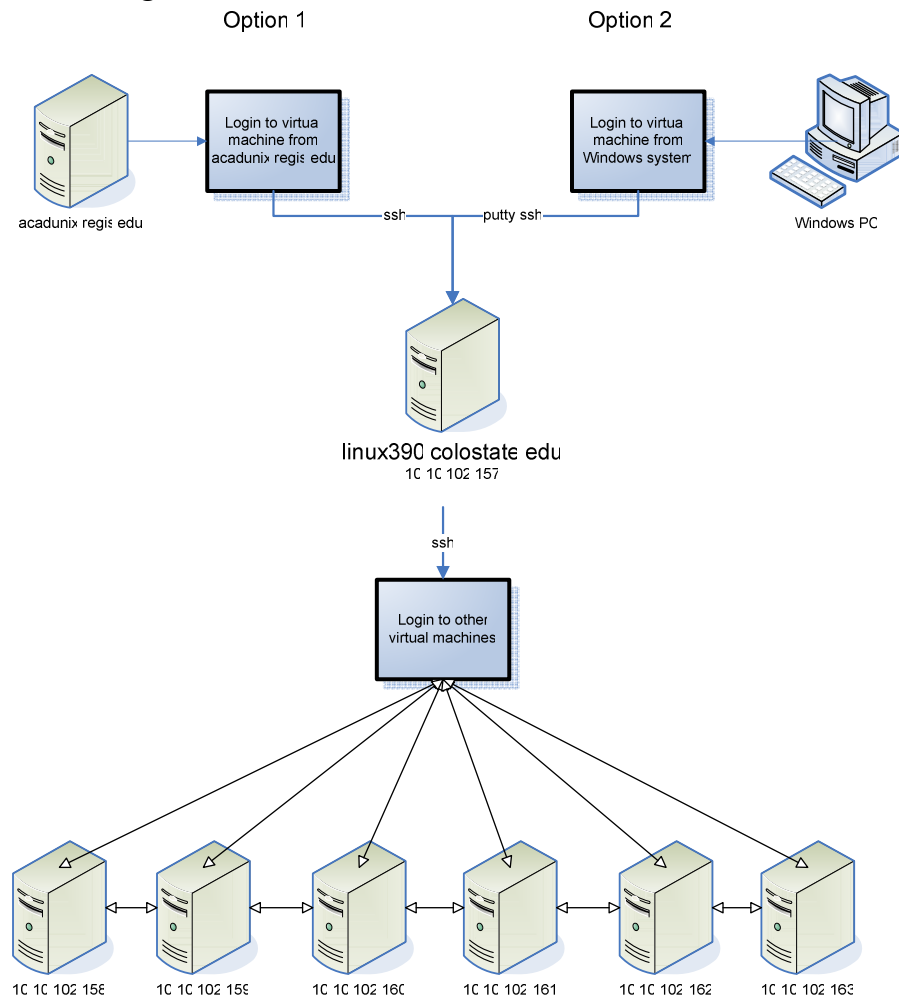 Option 1
Option 2
Login to virtual
machine from
acadunix regis edu
Login to virtual
machine from
Windows system
acadunix regis edu
ssh
putty ssh
Windows PC
linux390 colostate edu
10 10 102 157
ssh
Login to other
virtual machines
10 10 102 158
10 10 102 159
10 10 102 160
10 10 102 161
10 10 102 162
10 10 102 163